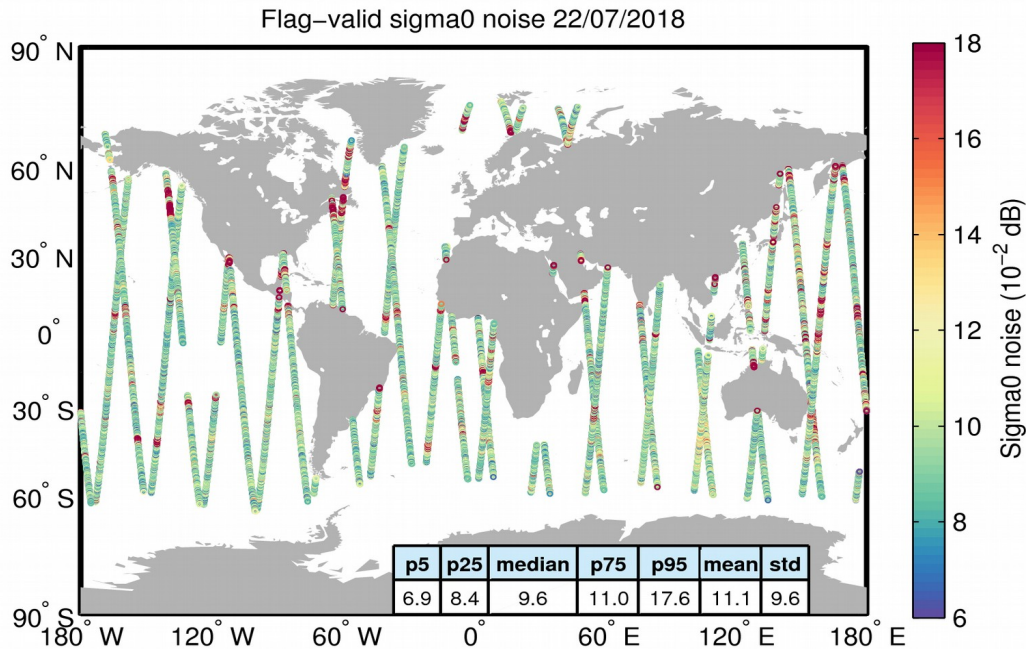 Flag−valid sigma0 noise 22/07/2018
90° N
60° N
30° N
0°
30° S
60° S
90° S
180° W
120° W
60° W
0°
60° E
120° E
180° E
p5 p25 median p75 p95 mean std
6.9 8.4 9.6 11.0 17.6 11.1 9.6
18
16
14
12
10
8
6
Sigma0 noise (10⁻² dB)